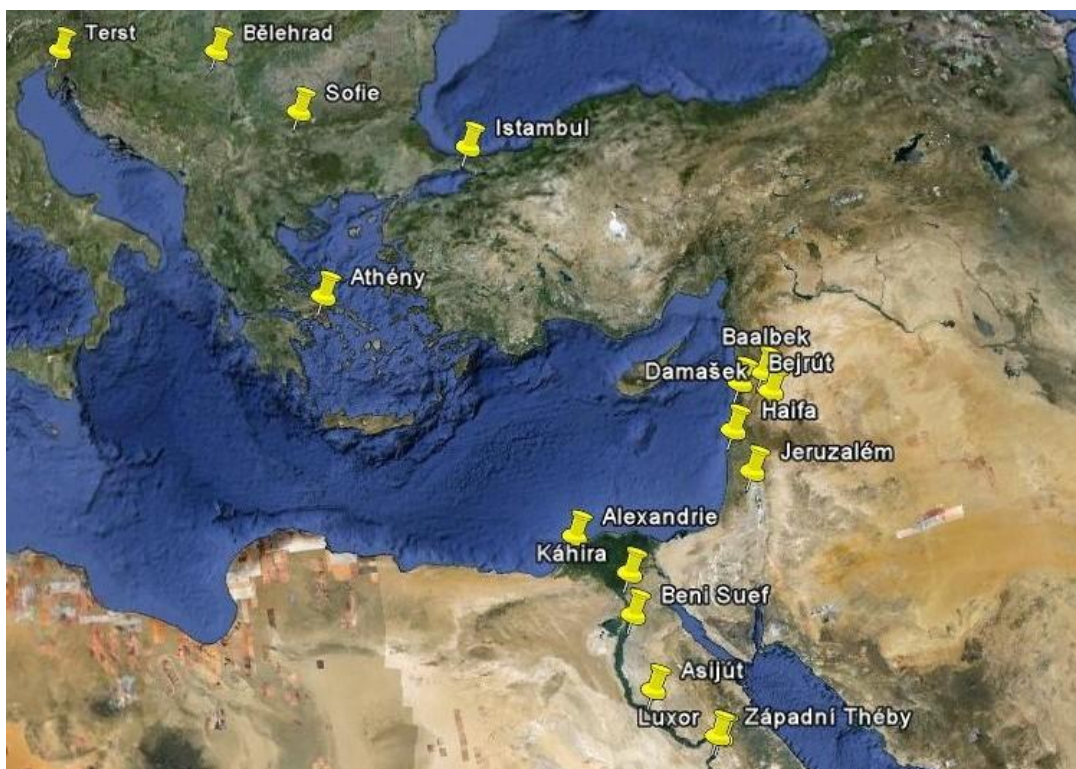 Terst
Bělehrad
Sofie
Istambul
Athény
Baalbek
Bejrút
Damašek
Haifa
Jeruzalém
Alexandrie
Káhira
Beni Suef
Asijút
Luxor
Západní Théby